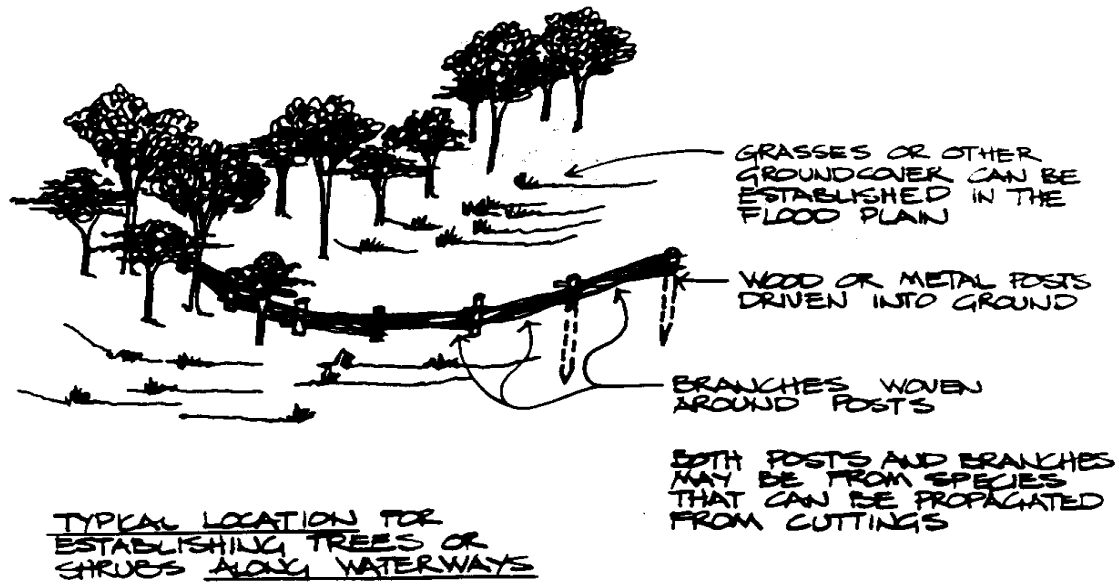 GRASSES OR OTHER
GROUNDCOVER CAN BE
ESTABLISHED IN THE
FLOOD PLAIN
WOOD OR METAL POSTS
DRIVEN INTO GROUND
BRANCHES WOVEN
AROUND POSTS
BOTH POSTS AND BRANCHES
MAY BE FROM SPECIES
THAT CAN BE PROPAGATED
FROM CUTTINGS
TYPICAL LOCATION FOR
ESTABLISHING TREES OR
SHRUBS ALONG WATERWAYS